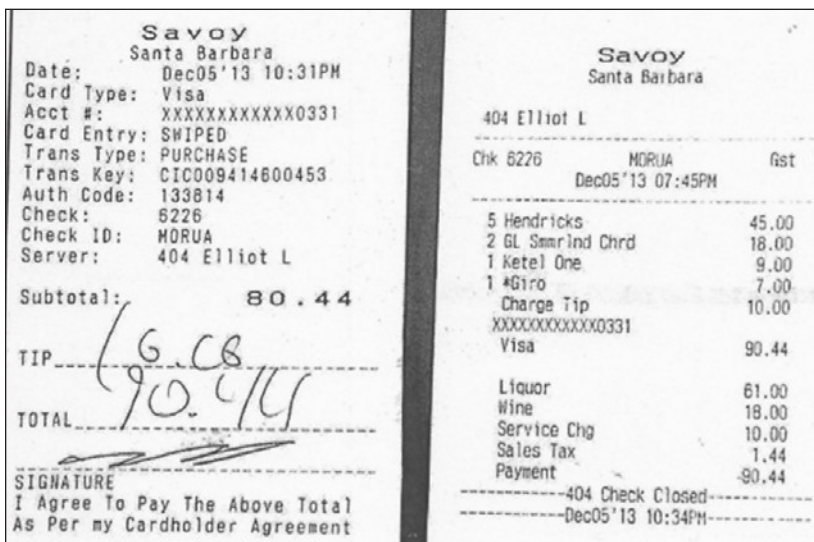 Savoy
Santa Barbara
Date: Dec05'13 10:31PM
Card Type: Visa
Acct #: XXXXXXXXXXXX0331
Card Entry: SWIPED
Trans Type: PURCHASE
Trans Key: CIC009414600453
Auth Code: 133814
Check: 6226
Check ID: MORUA
Server: 404 Elliot L
Subtotal: 80.44
TIP
TOTAL 90.44
SIGNATURE
I Agree To Pay The Above Total
As Per my Cardholder Agreement
Savoy
Santa Barbara
404 Elliot L
Chk 6226 MORUA Gst
Dec05'13 07:45PM
5 Hendricks 45.00
2 GL Smmrlnd Chrd 18.00
1 Ketel One 9.00
1 *Giro 7.00
Charge Tip 10.00
XXXXXXXXXXXX0331
Visa 90.44
Liquor 61.00
Wine 18.00
Service Chg 10.00
Sales Tax 1.44
Payment -90.44
404 Check Closed
Dec05'13 10:34PM